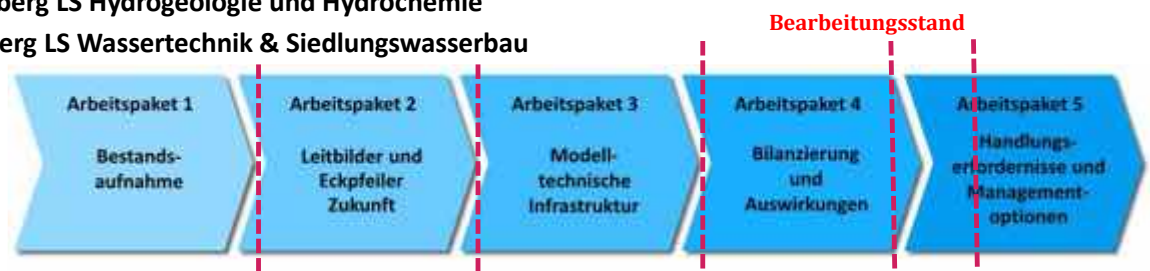 berg LS Hydrogeologie und Hydrochemie
erg LS Wassertechnik & Siedlungswasserbau
Bearbeitungsstand
Arbeitspaket 1
Bestands-
aufnahme
Arbeitspaket 2
Leitbilder und
Eckpfeiler
Zukunft
Arbeitspaket 3
Modell-
technische
Infrastruktur
Arbeitspaket 4
Bilanzierung
und
Auswirkungen
Arbeitspaket 5
Handlungs-
erfordernisse und
Management-
optionen